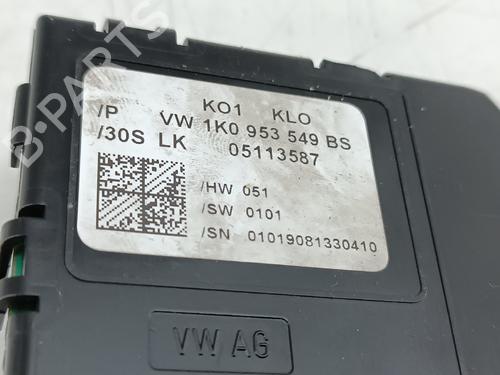 KO1 KLO
/P VW 1K0 953 549 BS
/30S LK 05113587
/HW 051
/SW 0101
/SN 01019081330410
VW AG
B-PARTS